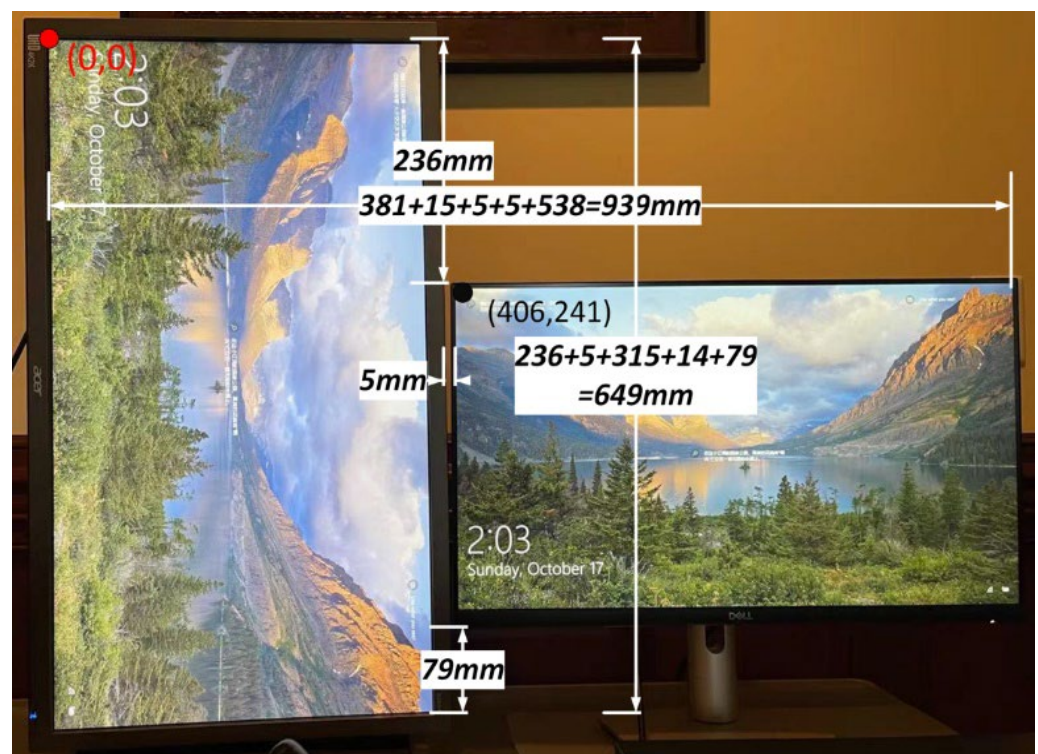 (0,0)
2:03
Sunday, October 17
236mm
381+15+5+5+538=939mm
(406,241)
236+5+315+14+79
=649mm
5mm
acer
2:03
Sunday, October 17
DELL
79mm